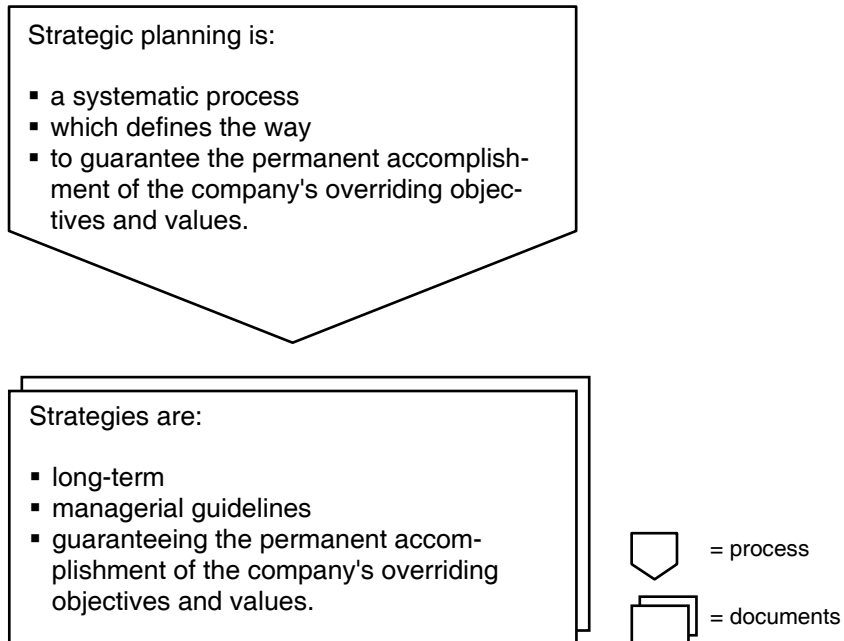 Strategic planning is:
▪ a systematic process
▪ which defines the way
▪ to guarantee the permanent accomplish-
ment of the company's overriding objec-
tives and values.
Strategies are:
▪ long-term
▪ managerial guidelines
▪ guaranteeing the permanent accom-
plishment of the company's overriding
objectives and values.
= process
= documents